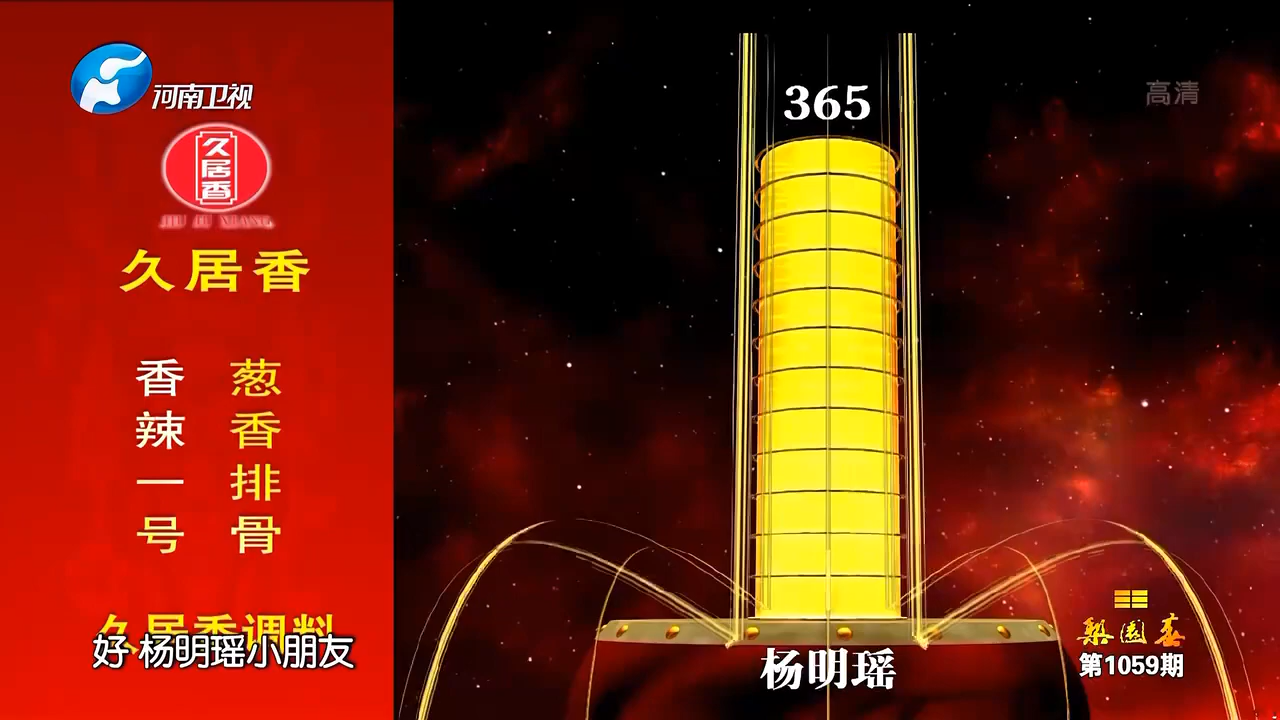 河南卫视
久居香
JIU JU XIANG
久居香
香辣一号
葱香排骨
久居香调料
好 杨明瑶小朋友
365
杨明瑶
高清
梨園春
第1059期